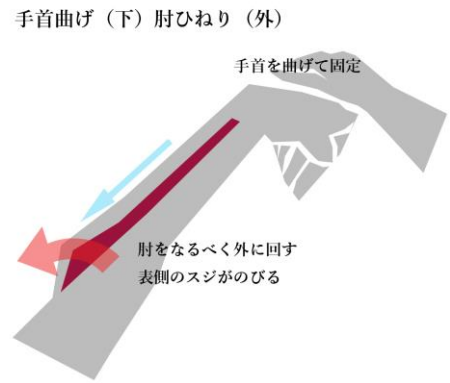 手首曲げ（下）肘ひねり（外）
手首を曲げて固定
肘をなるべく外に回す
表側のスジがのびる